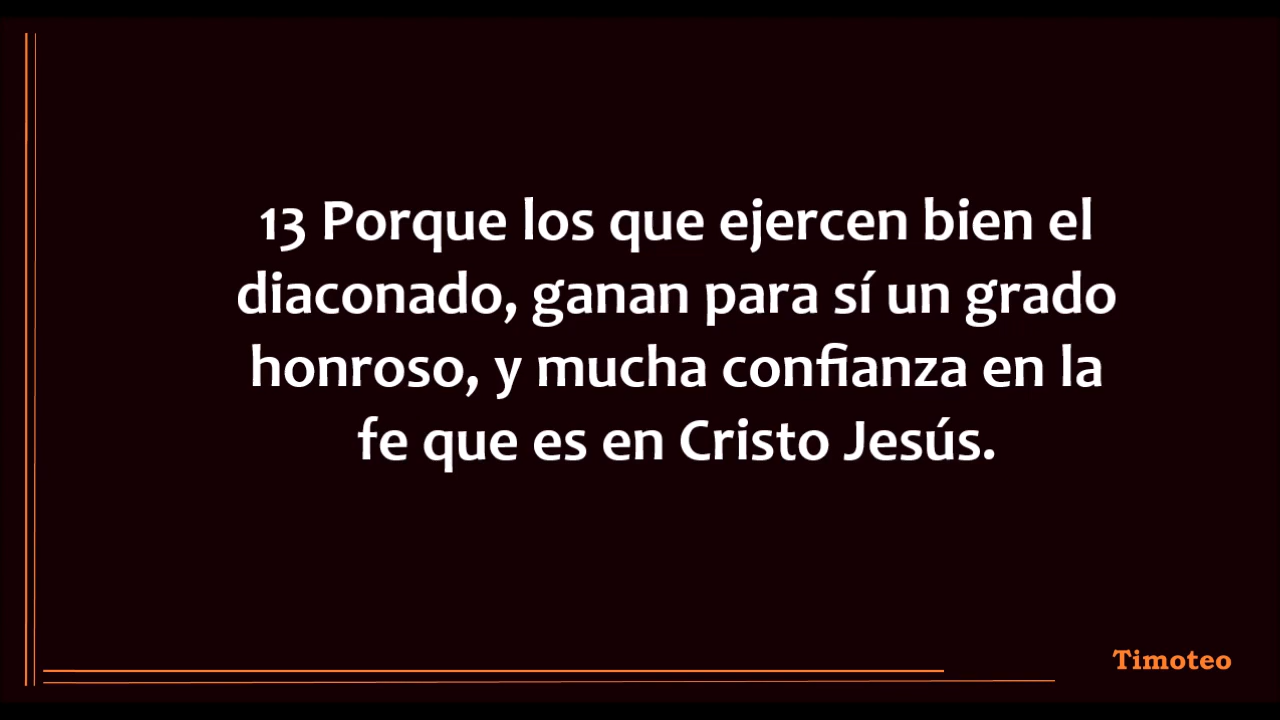 13 Porque los que ejercen bien el
diaconado, ganan para sí un grado
honroso, y mucha confianza en la
fe que es en Cristo Jesús.
Timoteo